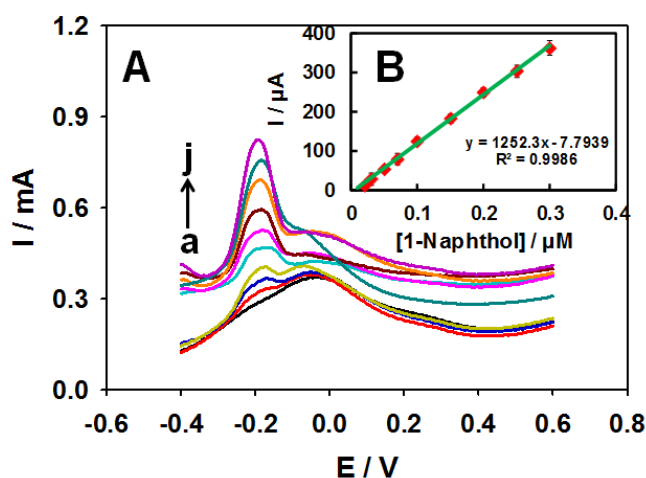 A
B
j
a
1.2
0.9
0.6
0.3
0.0
I / mA
-0.6 -0.4 -0.2 0.0 0.2 0.4 0.6 0.8
E / V
400
300
200
100
0
I / µA
y = 1252.3x - 7.7939
R² = 0.9986
0 0.1 0.2 0.3 0.4
[1-Naphthol] / µM